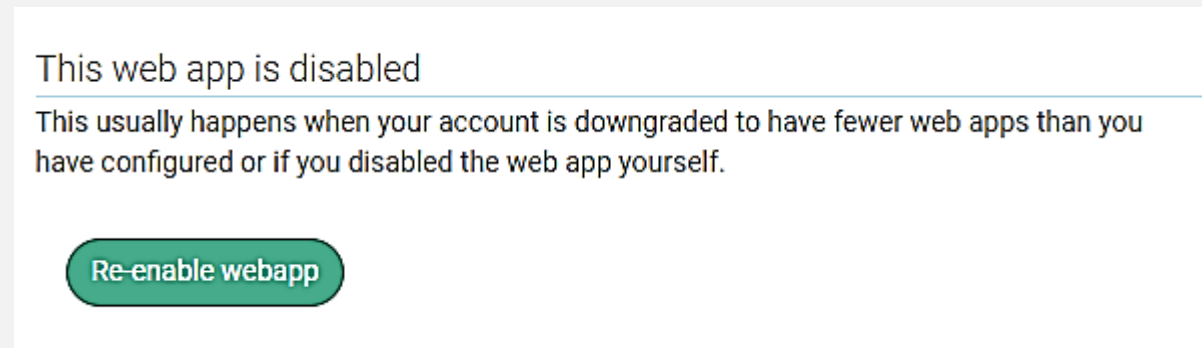 This web app is disabled
This usually happens when your account is downgraded to have fewer web apps than you
have configured or if you disabled the web app yourself.
Re-enable webapp